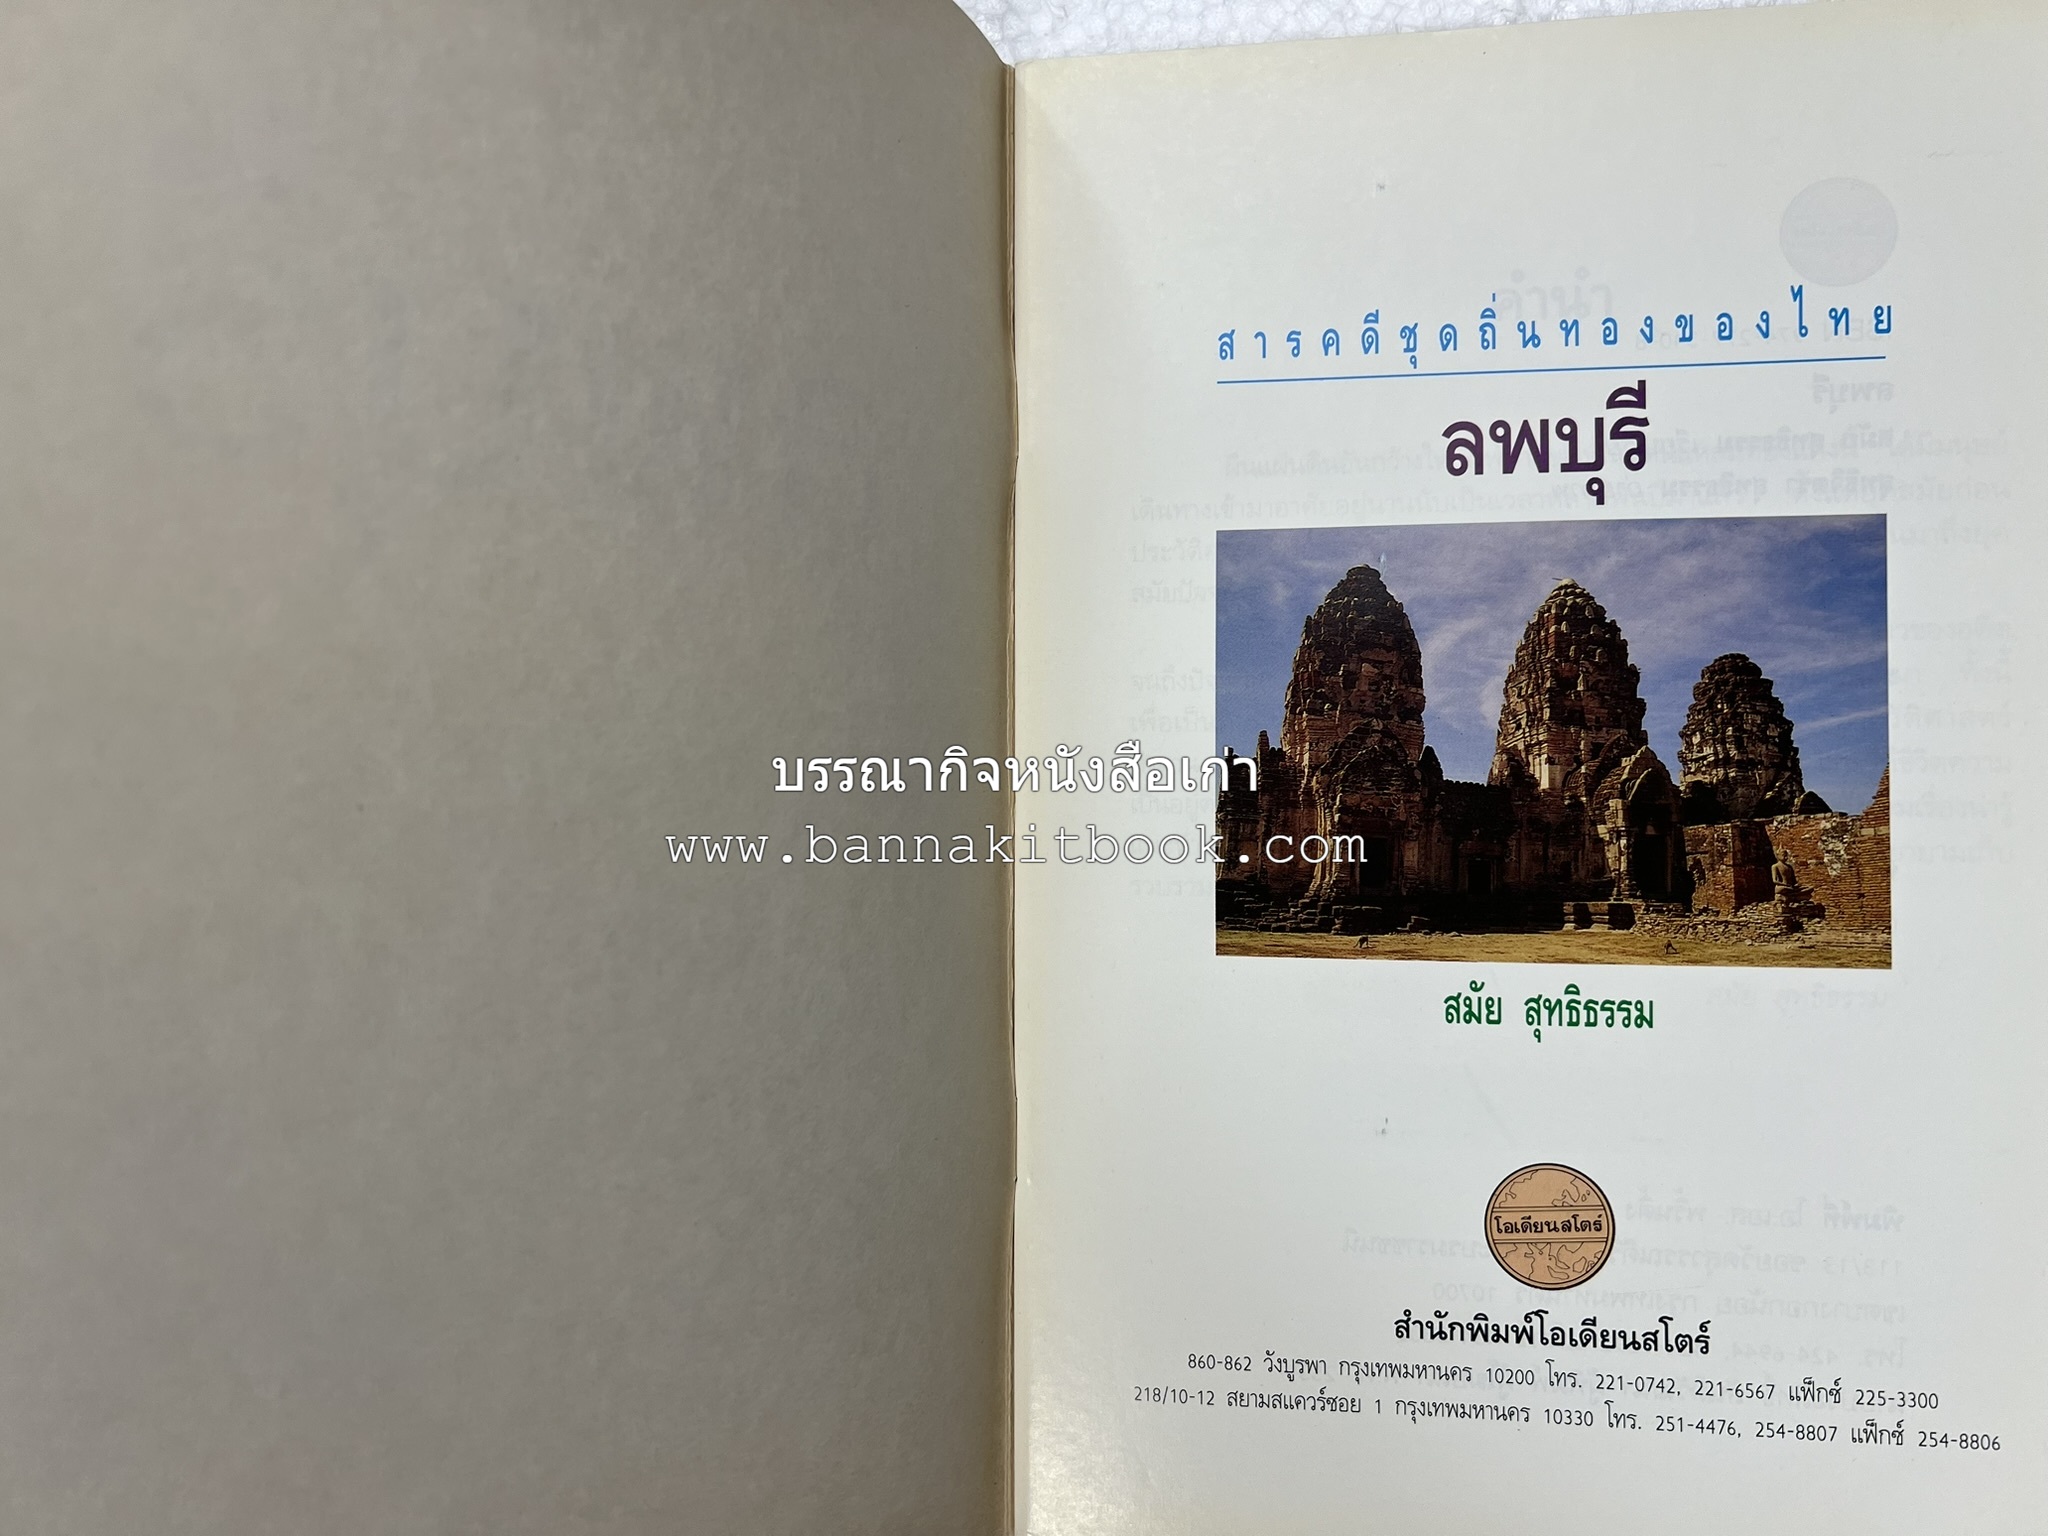 สารคดีชุดถิ่นทองของไทย
ลพบุรี
บรรณากิจหนังสือเก่า
www.bannakitbook.com
สมัย สุทธิธรรม
โอเดียนสโตร์
สำนักพิมพ์โอเดียนสโตร์
860-862 วังบูรพา กรุงเทพมหานคร 10200 โทร. 221-0742, 221-6567 แฟ็กซ์ 225-3300
218/10-12 สยามสแควร์ซอย 1 กรุงเทพมหานคร 10330 โทร. 251-4476, 254-8807 แฟ็กซ์ 254-8806